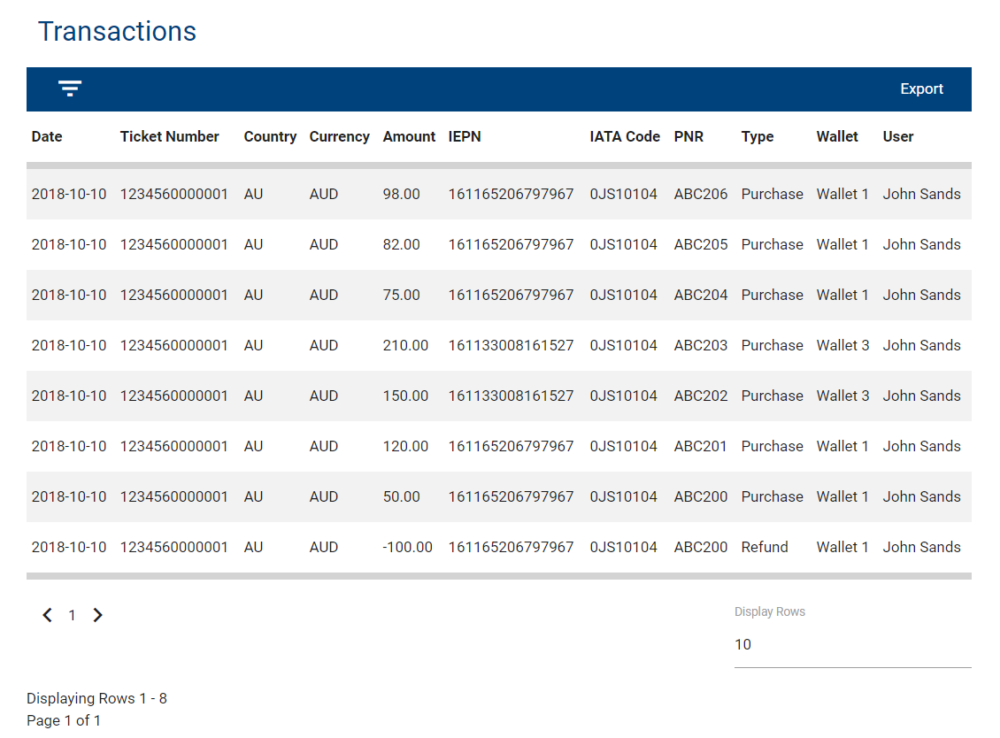 Transactions
Export
Date Ticket Number Country Currency Amount IEPN IATA Code PNR Type Wallet User
2018-10-10 1234560000001 AU AUD 98.00 161165206797967 0JS10104 ABC206 Purchase Wallet 1 John Sands
2018-10-10 1234560000001 AU AUD 82.00 161165206797967 0JS10104 ABC205 Purchase Wallet 1 John Sands
2018-10-10 1234560000001 AU AUD 75.00 161165206797967 0JS10104 ABC204 Purchase Wallet 1 John Sands
2018-10-10 1234560000001 AU AUD 210.00 161133008161527 0JS10104 ABC203 Purchase Wallet 3 John Sands
2018-10-10 1234560000001 AU AUD 150.00 161133008161527 0JS10104 ABC202 Purchase Wallet 3 John Sands
2018-10-10 1234560000001 AU AUD 120.00 161165206797967 0JS10104 ABC201 Purchase Wallet 1 John Sands
2018-10-10 1234560000001 AU AUD 50.00 161165206797967 0JS10104 ABC200 Purchase Wallet 1 John Sands
2018-10-10 1234560000001 AU AUD -100.00 161165206797967 0JS10104 ABC200 Refund Wallet 1 John Sands
1
Display Rows
10
Displaying Rows 1 - 8
Page 1 of 1